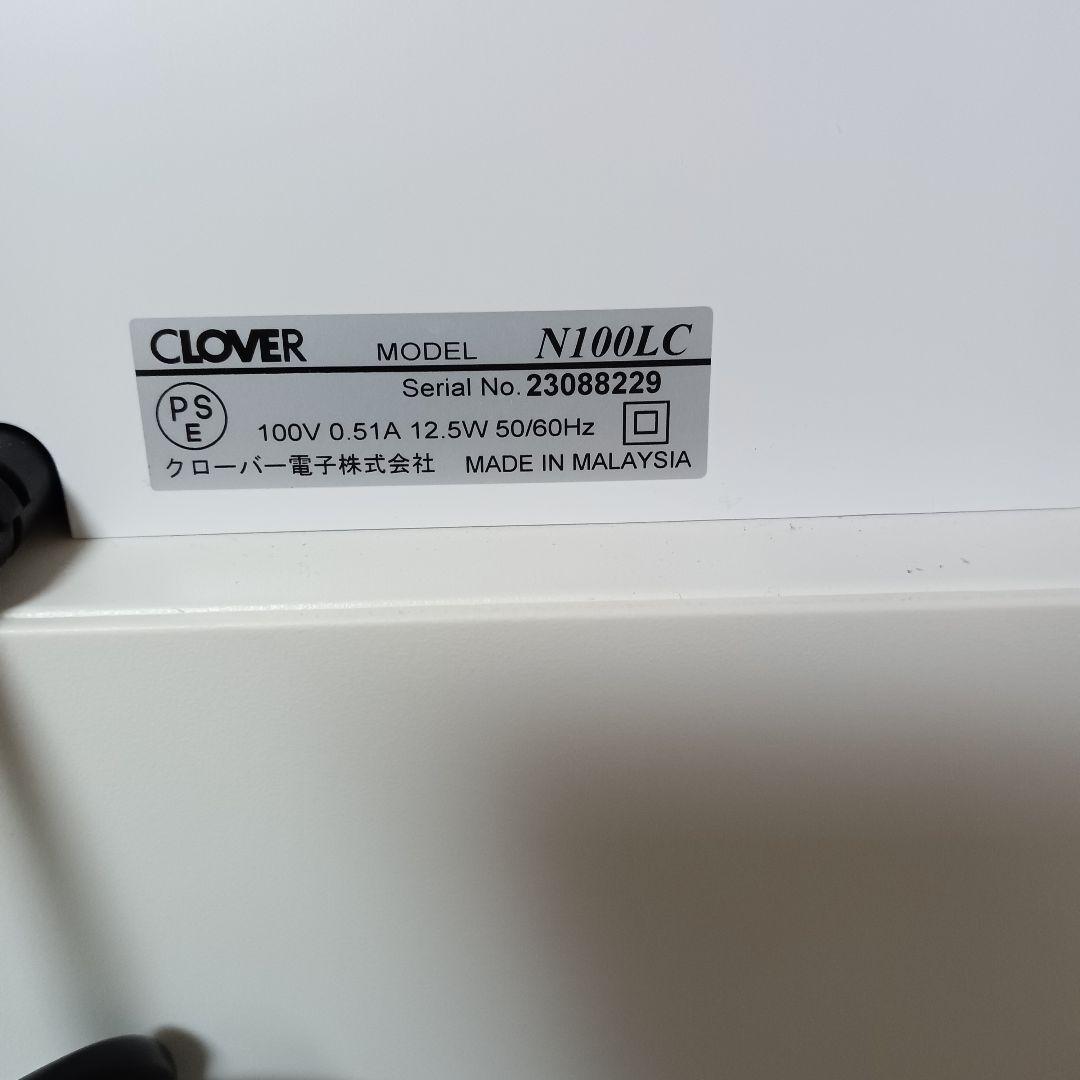 CLOVER MODEL N100LC
Serial No. 23088229
PS
E
100V 0.51A 12.5W 50/60Hz
クローバー電子株式会社 MADE IN MALAYSIA